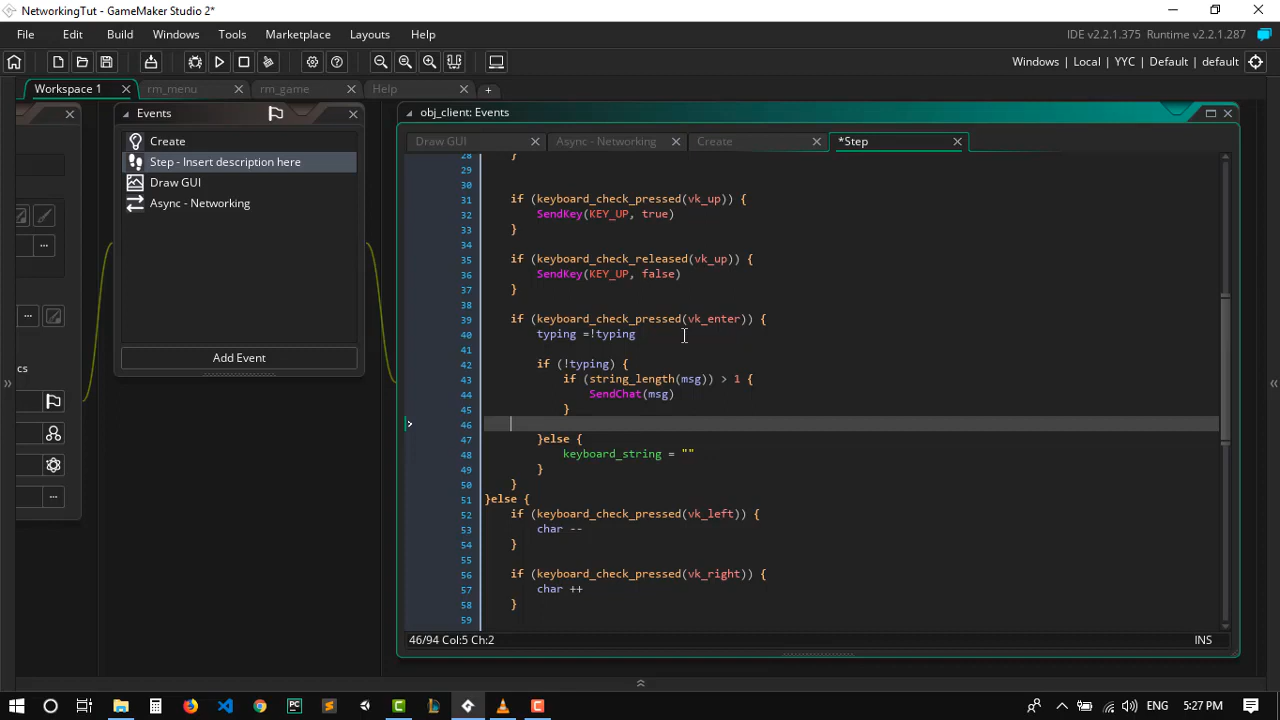 NetworkingTut - GameMaker Studio 2*
File Edit Build Windows Tools Marketplace Layouts Help
IDE v2.2.1.375 Runtime v2.2.1.287
Windows | Local | YYC | Default | default
Workspace 1 rm_menu rm_game Help
Events
obj_client: Events
Create
Step - Insert description here
Draw GUI
Async - Networking
Add Event
cs
Draw GUI Async - Networking Create *Step
28 }
29
30
31 if (keyboard_check_pressed(vk_up)) {
32 SendKey(KEY_UP, true)
33 }
34
35 if (keyboard_check_released(vk_up)) {
36 SendKey(KEY_UP, false)
37 }
38
39 if (keyboard_check_pressed(vk_enter)) {
40 typing =!typing
41
42 if (!typing) {
43 if (string_length(msg)) > 1 {
44 SendChat(msg)
45 }
46
47 }else {
48 keyboard_string = ""
49 }
50 }
51 }else {
52 if (keyboard_check_pressed(vk_left)) {
53 char --
54 }
55
56 if (keyboard_check_pressed(vk_right)) {
57 char ++
58 }
59
46/94 Col:5 Ch:2 INS
ENG 5:27 PM